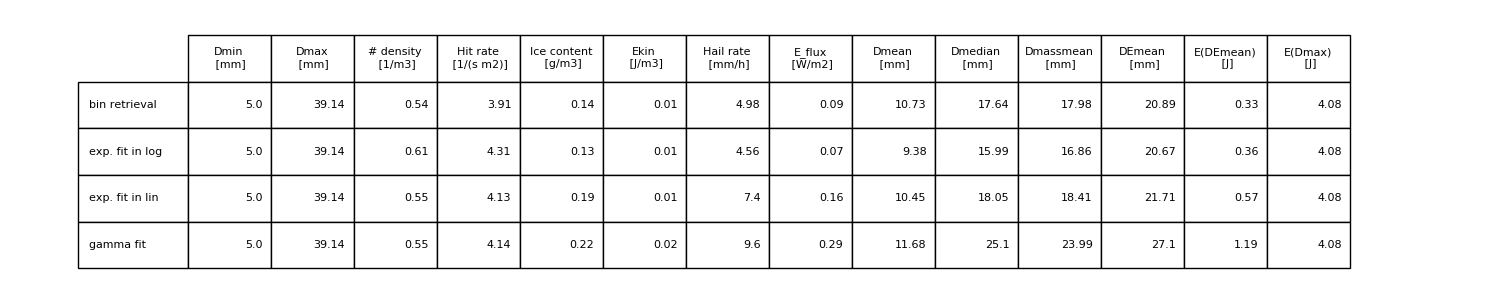 Dmin Dmax # density Hit rate Ice content Ekin Hail rate E_flux Dmean Dmedian Dmassmean DEmean E(DEmean) E(Dmax)
[mm] [mm] [1/m3] [1/(s m2)] [g/m3] [J/m3] [mm/h] [W/m2] [mm] [mm] [mm] [mm] [J] [J]
bin retrieval 5.0 39.14 0.54 3.91 0.14 0.01 4.98 0.09 10.73 17.64 17.98 20.89 0.33 4.08
exp. fit in log 5.0 39.14 0.61 4.31 0.13 0.01 4.56 0.07 9.38 15.99 16.86 20.67 0.36 4.08
exp. fit in lin 5.0 39.14 0.55 4.13 0.19 0.01 7.4 0.16 10.45 18.05 18.41 21.71 0.57 4.08
gamma fit 5.0 39.14 0.55 4.14 0.22 0.02 9.6 0.29 11.68 25.1 23.99 27.1 1.19 4.08